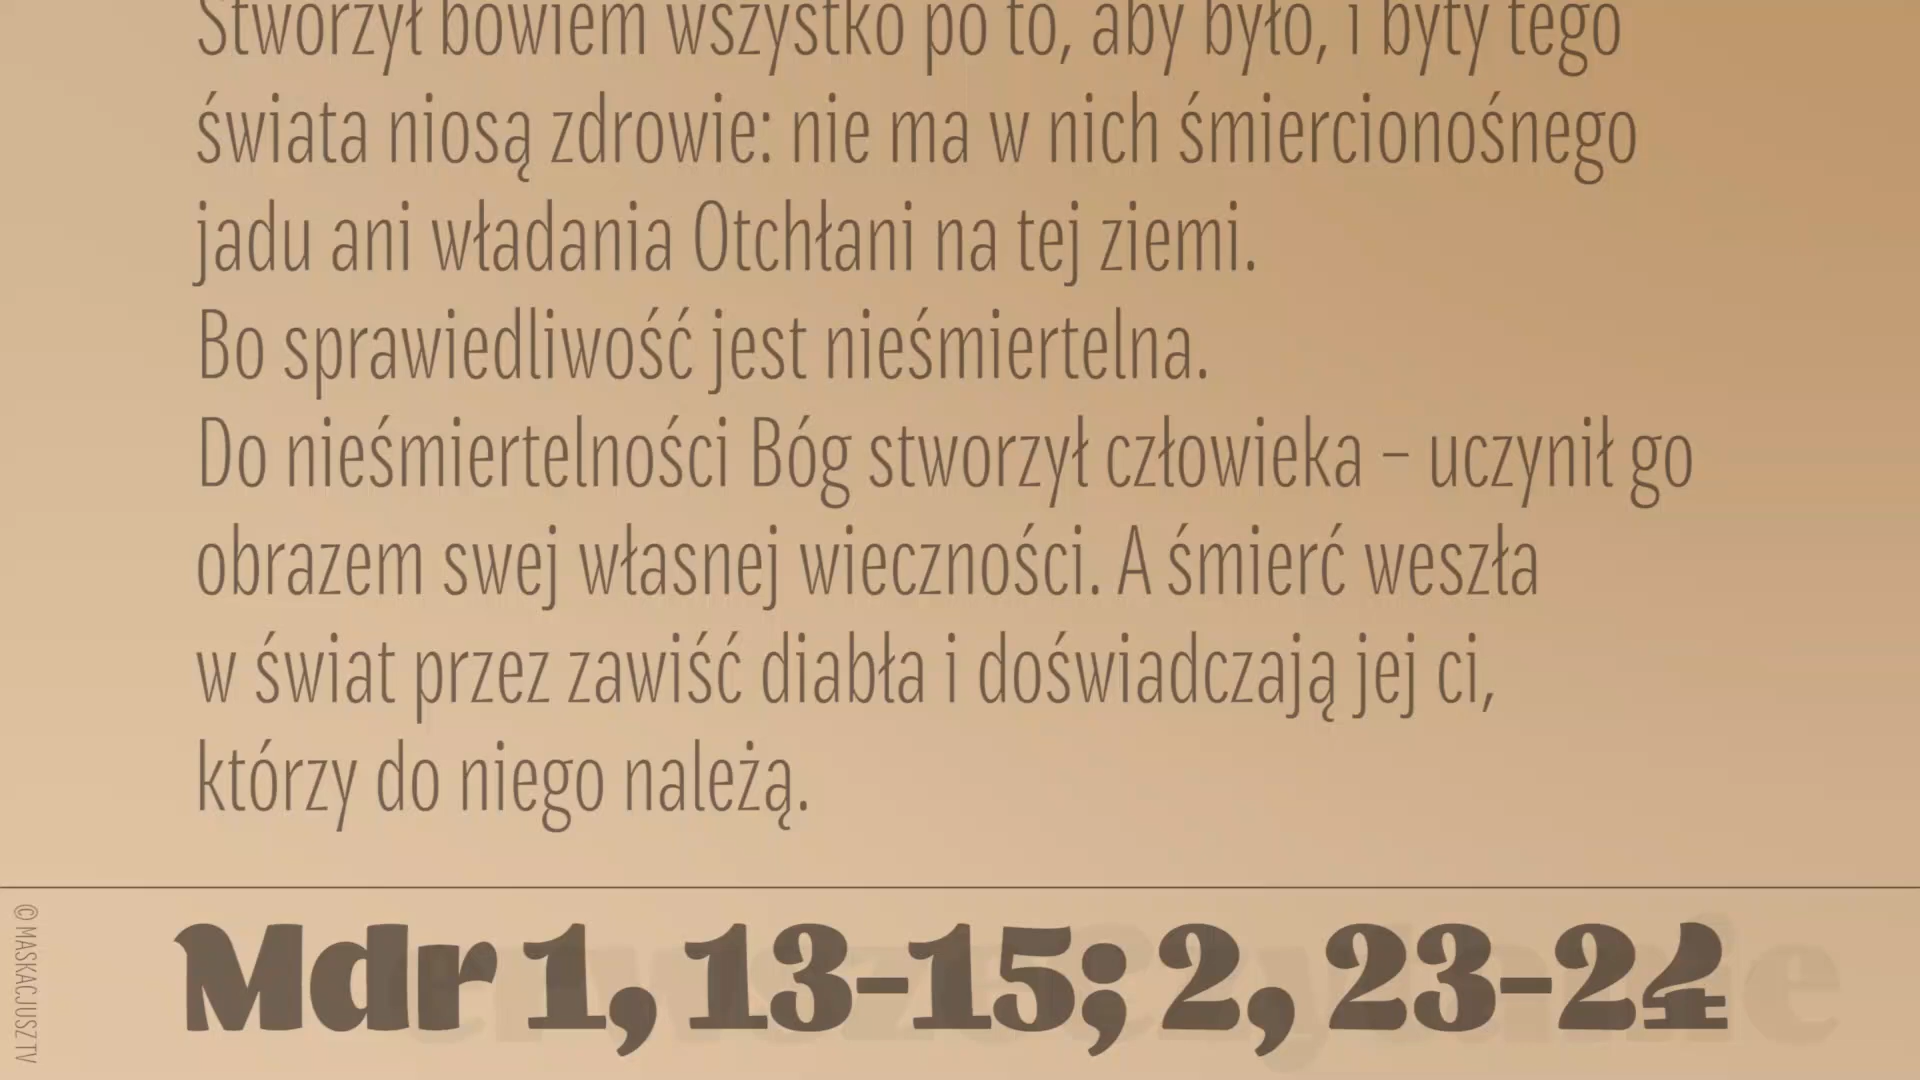 Stworzył bowiem wszystko po to, aby było, i byty tego
świata niosą zdrowie: nie ma w nich śmiercionośnego
jadu ani władania Otchłani na tej ziemi.
Bo sprawiedliwość jest nieśmiertelna.
Do nieśmiertelności Bóg stworzył człowieka – uczynił go
obrazem swej własnej wieczności. A śmierć weszła
w świat przez zawiść diabła i doświadczają jej ci,
którzy do niego należą.
Mdr 1, 13-15; 2, 23-24
© MASKACJUSZ TV